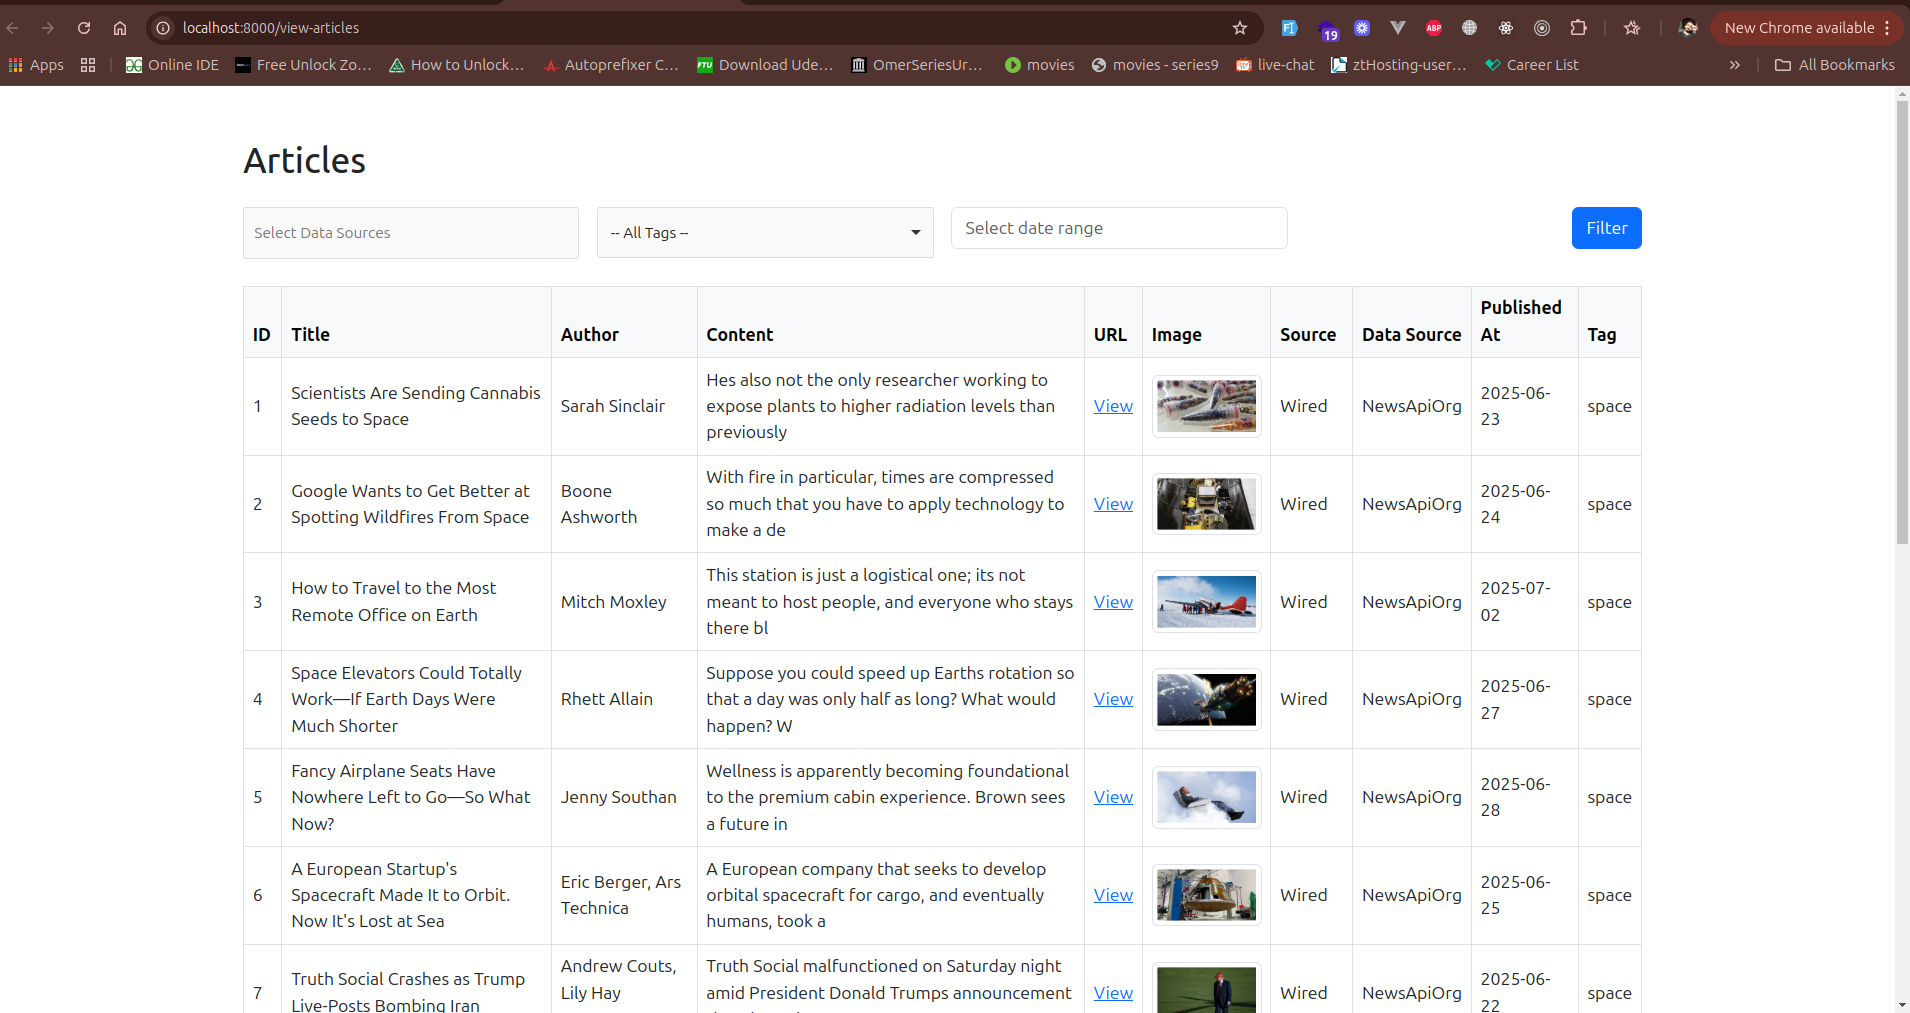 localhost:8000/view-articles
19
ABP
New Chrome available
Apps
Online IDE
Free Unlock Zo...
How to Unlock...
Autoprefixer C...
FTU
Download Ude...
OmerSeriesUr...
movies
movies - series9
live-chat
ztHosting-user...
Career List
»
All Bookmarks
Articles
Select Data Sources
-- All Tags --
Select date range
Filter
ID Title Author Content URL Image Source Data Source Published At Tag
1
Scientists Are Sending Cannabis
Seeds to Space
Sarah Sinclair
Hes also not the only researcher working to
expose plants to higher radiation levels than
previously
View
Wired
NewsApiOrg
2025-06-
23
space
2
Google Wants to Get Better at
Spotting Wildfires From Space
Boone
Ashworth
With fire in particular, times are compressed
so much that you have to apply technology to
make a de
View
Wired
NewsApiOrg
2025-06-
24
space
3
How to Travel to the Most
Remote Office on Earth
Mitch Moxley
This station is just a logistical one; its not
meant to host people, and everyone who stays
there bl
View
Wired
NewsApiOrg
2025-07-
02
space
4
Space Elevators Could Totally
Work—If Earth Days Were
Much Shorter
Rhett Allain
Suppose you could speed up Earths rotation so
that a day was only half as long? What would
happen? W
View
Wired
NewsApiOrg
2025-06-
27
space
5
Fancy Airplane Seats Have
Nowhere Left to Go—So What
Now?
Jenny Southan
Wellness is apparently becoming foundational
to the premium cabin experience. Brown sees
a future in
View
Wired
NewsApiOrg
2025-06-
28
space
6
A European Startup's
Spacecraft Made It to Orbit.
Now It's Lost at Sea
Eric Berger, Ars
Technica
A European company that seeks to develop
orbital spacecraft for cargo, and eventually
humans, took a
View
Wired
NewsApiOrg
2025-06-
25
space
7
Truth Social Crashes as Trump
Live-Posts Bombing Iran
Andrew Couts,
Lily Hay
Truth Social malfunctioned on Saturday night
amid President Donald Trumps announcement
View
Wired
NewsApiOrg
2025-06-
22
space